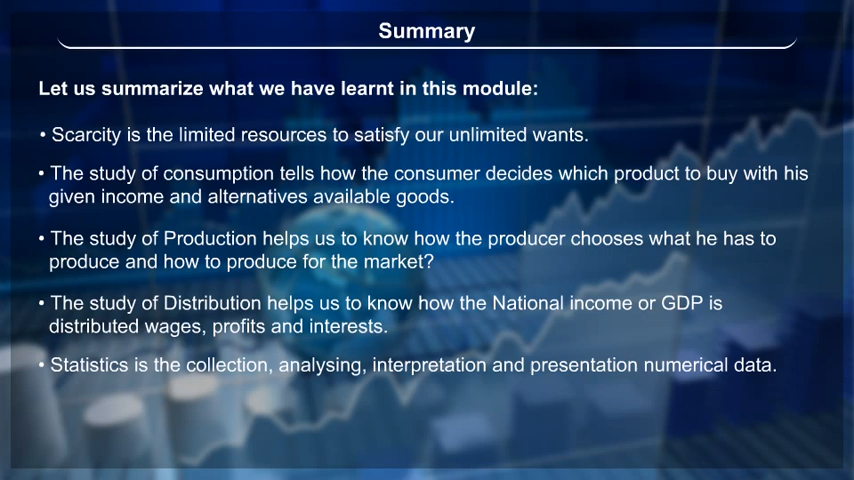 Summary
Let us summarize what we have learnt in this module:
• Scarcity is the limited resources to satisfy our unlimited wants.
• The study of consumption tells how the consumer decides which product to buy with his
given income and alternatives available goods.
• The study of Production helps us to know how the producer chooses what he has to
produce and how to produce for the market?
• The study of Distribution helps us to know how the National income or GDP is
distributed wages, profits and interests.
• Statistics is the collection, analysing, interpretation and presentation numerical data.